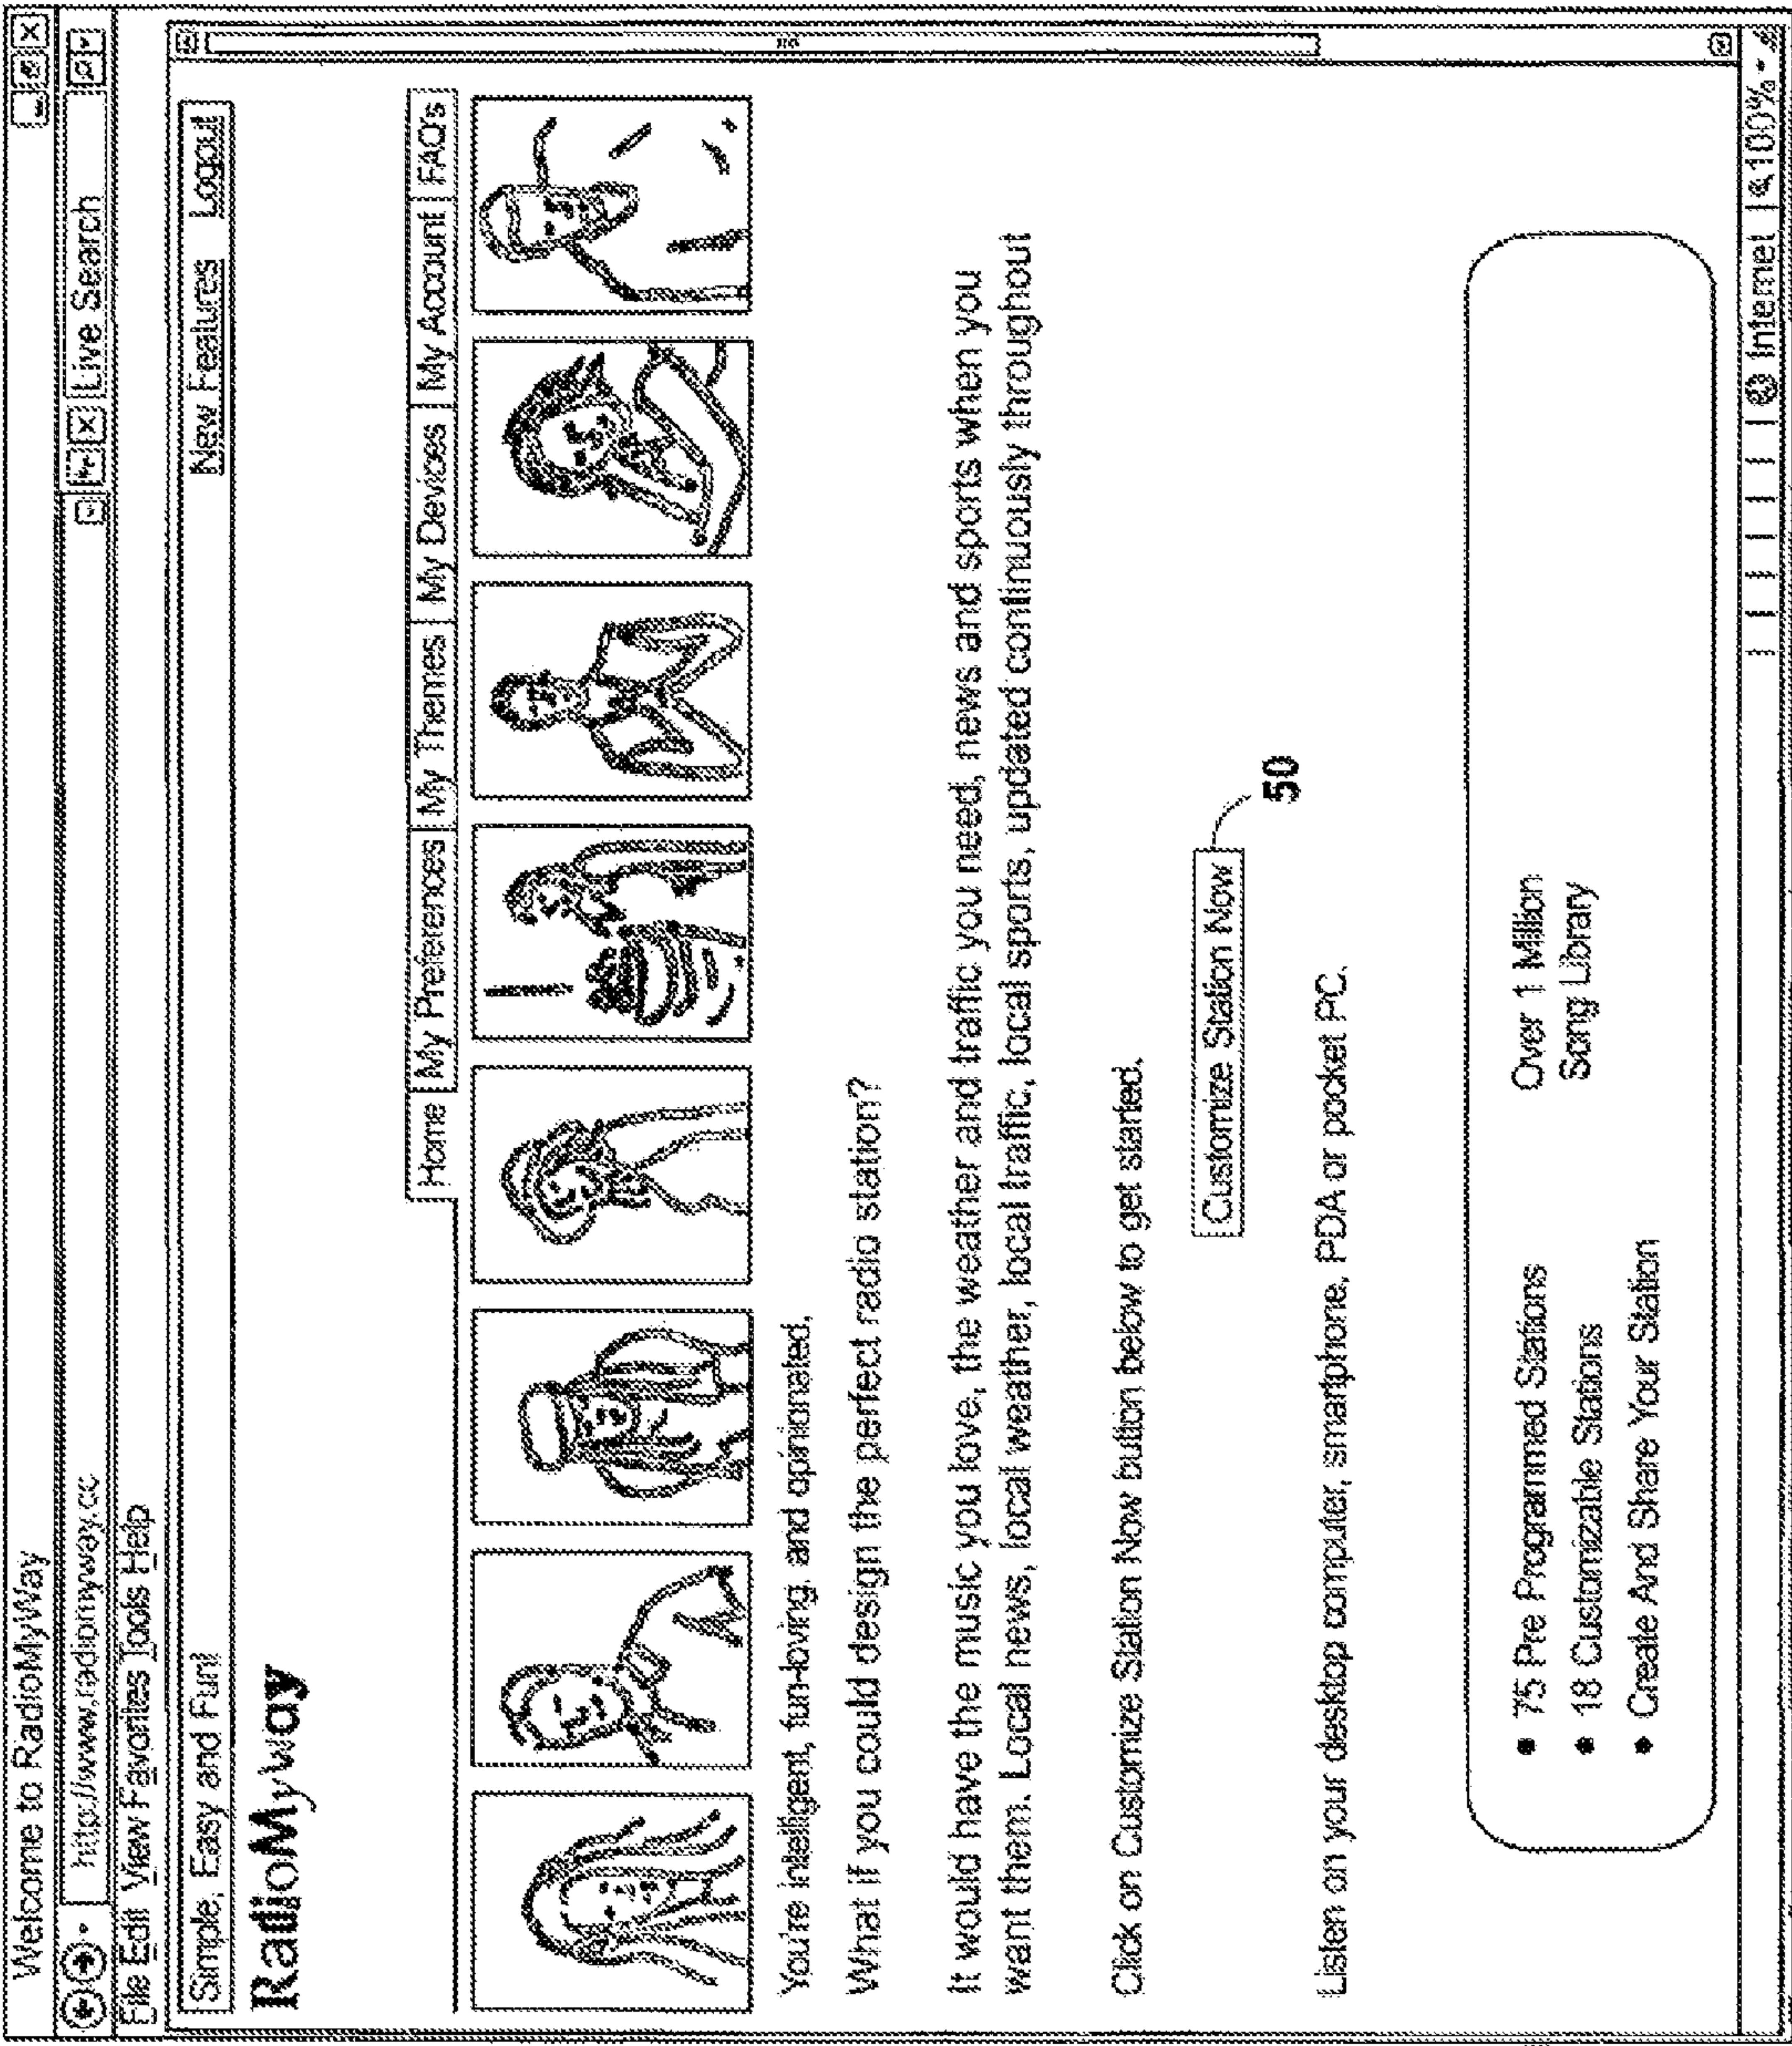 Welcome to RadioMyWay
http://www.radiomyway.cc
Live Search
File Edit View Favorites Tools Help
Simple, Easy and Fun!
New Features Logout
RadioMyWay
Home | My Preferences | My Themes | My Devices | My Account | FAQ's
You're intelligent, fun-loving, and opinionated,
What if you could design the perfect radio station?
It would have the music you love, the weather and traffic you need, news and sports when you
want them. Local news, local weather, local traffic, local sports, updated continuously throughout
Click on Customize Station Now button below to get started.
Customize Station Now
50
Listen on your desktop computer, smartphone, PDA or pocket PC.
• 75 Pre Programmed Stations
• 18 Customizable Stations
• Create And Share Your Station
Over 1 Million
Song Library
Internet
100%